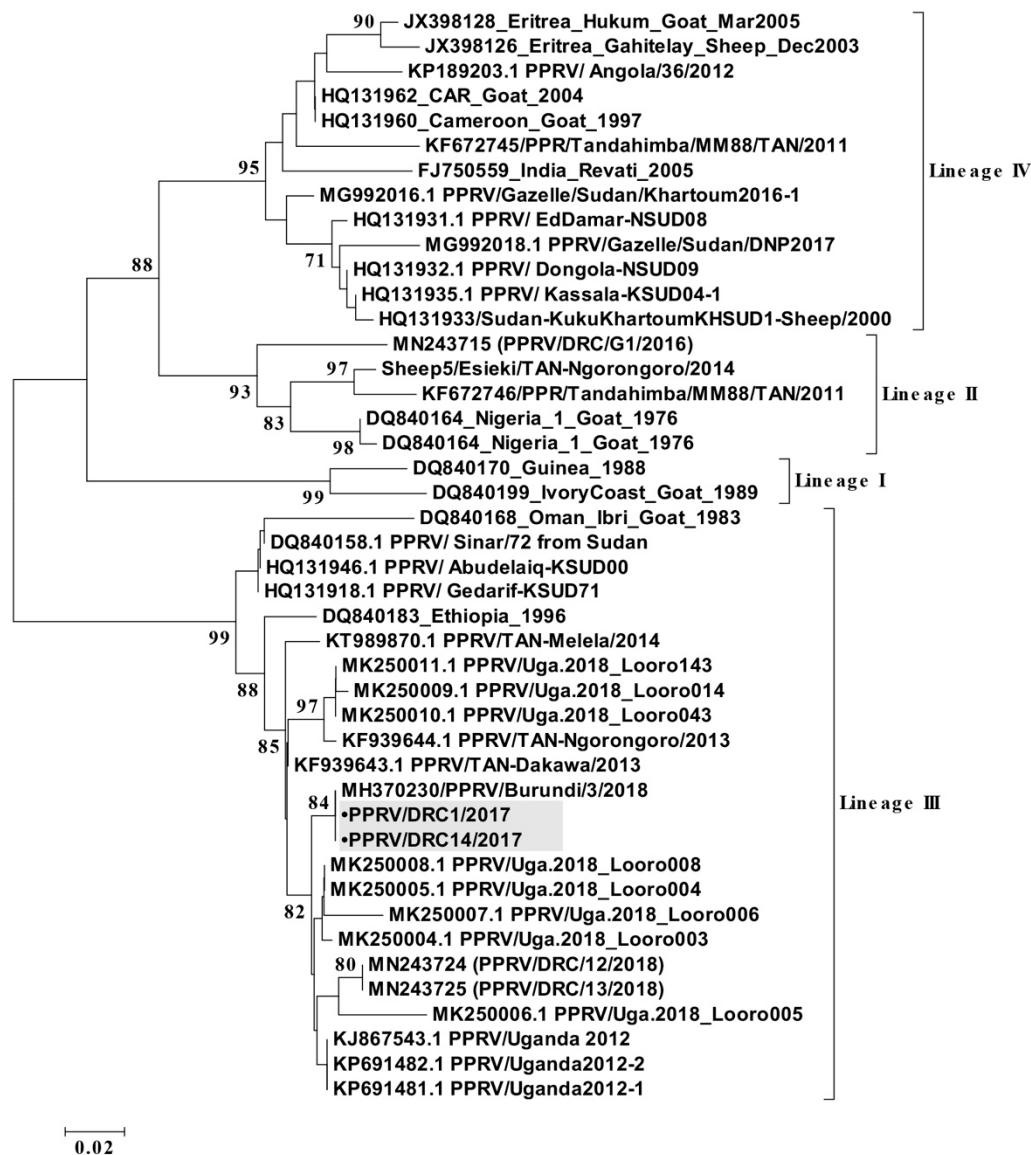 90
JX398128_Eritrea_Hukum_Goat_Mar2005
JX398126_Eritrea_Gahitelay_Sheep_Dec2003
KP189203.1 PPRV/ Angola/36/2012
HQ131962_CAR_Goat_2004
HQ131960_Cameroon_Goat_1997
KF672745/PPR/Tandahimba/MM88/TAN/2011
95
FJ750559_India_Revati_2005
Lineage IV
MG992016.1 PPRV/Gazelle/Sudan/Khartoum2016-1
HQ131931.1 PPRV/ EdDamar-NSUD08
MG992018.1 PPRV/Gazelle/Sudan/DNP2017
71
88
HQ131932.1 PPRV/ Dongola-NSUD09
HQ131935.1 PPRV/ Kassala-KSUD04-1
HQ131933/Sudan-KukuKhartoumKHSUD1-Sheep/2000
MN243715 (PPRV/DRC/G1/2016)
97
Sheep5/Esieki/TAN-Ngorongoro/2014
93
KF672746/PPR/Tandahimba/MM88/TAN/2011
Lineage II
83
DQ840164_Nigeria_1_Goat_1976
98
DQ840164_Nigeria_1_Goat_1976
DQ840170_Guinea_1988
Lineage I
99
DQ840199_IvoryCoast_Goat_1989
DQ840168_Oman_Ibri_Goat_1983
DQ840158.1 PPRV/ Sinar/72 from Sudan
HQ131946.1 PPRV/ Abudelaiq-KSUD00
HQ131918.1 PPRV/ Gedarif-KSUD71
DQ840183_Ethiopia_1996
99
KT989870.1 PPRV/TAN-Melela/2014
MK250011.1 PPRV/Uga.2018_Looro143
88
MK250009.1 PPRV/Uga.2018_Looro014
97
MK250010.1 PPRV/Uga.2018_Looro043
85
KF939644.1 PPRV/TAN-Ngorongoro/2013
KF939643.1 PPRV/TAN-Dakawa/2013
MH370230/PPRV/Burundi/3/2018
84
Lineage III
•PPRV/DRC1/2017
•PPRV/DRC14/2017
MK250008.1 PPRV/Uga.2018_Looro008
MK250005.1 PPRV/Uga.2018_Looro004
82
MK250007.1 PPRV/Uga.2018_Looro006
MK250004.1 PPRV/Uga.2018_Looro003
80
MN243724 (PPRV/DRC/12/2018)
MN243725 (PPRV/DRC/13/2018)
MK250006.1 PPRV/Uga.2018_Looro005
KJ867543.1 PPRV/Uganda 2012
KP691482.1 PPRV/Uganda2012-2
KP691481.1 PPRV/Uganda2012-1
0.02